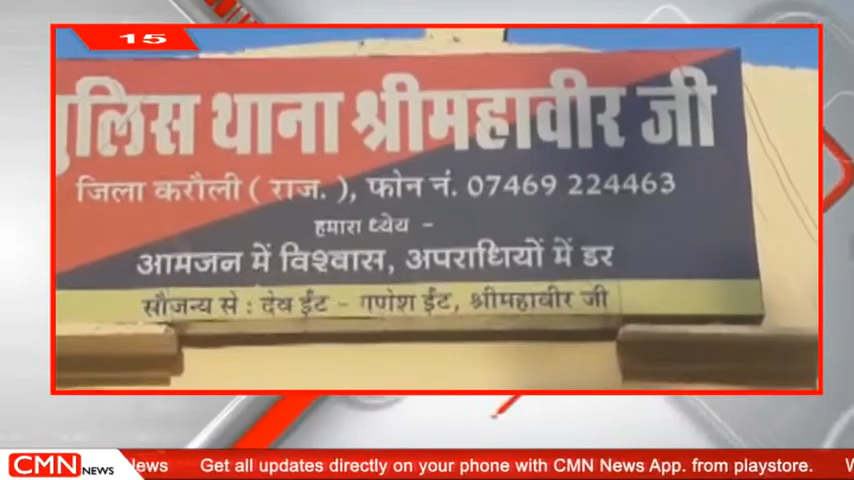 15
पुलिस थाना श्रीमहावीर जी
जिला करौली ( राज. ), फोन नं. 07469 224463
हमारा ध्येय -
आमजन में विश्वास, अपराधियों में डर
सौजन्य से : देव ईंट - गणेश ईंट, श्रीमहावीर जी
CMN NEWS
News Get all updates directly on your phone with CMN News App. from playstore. W